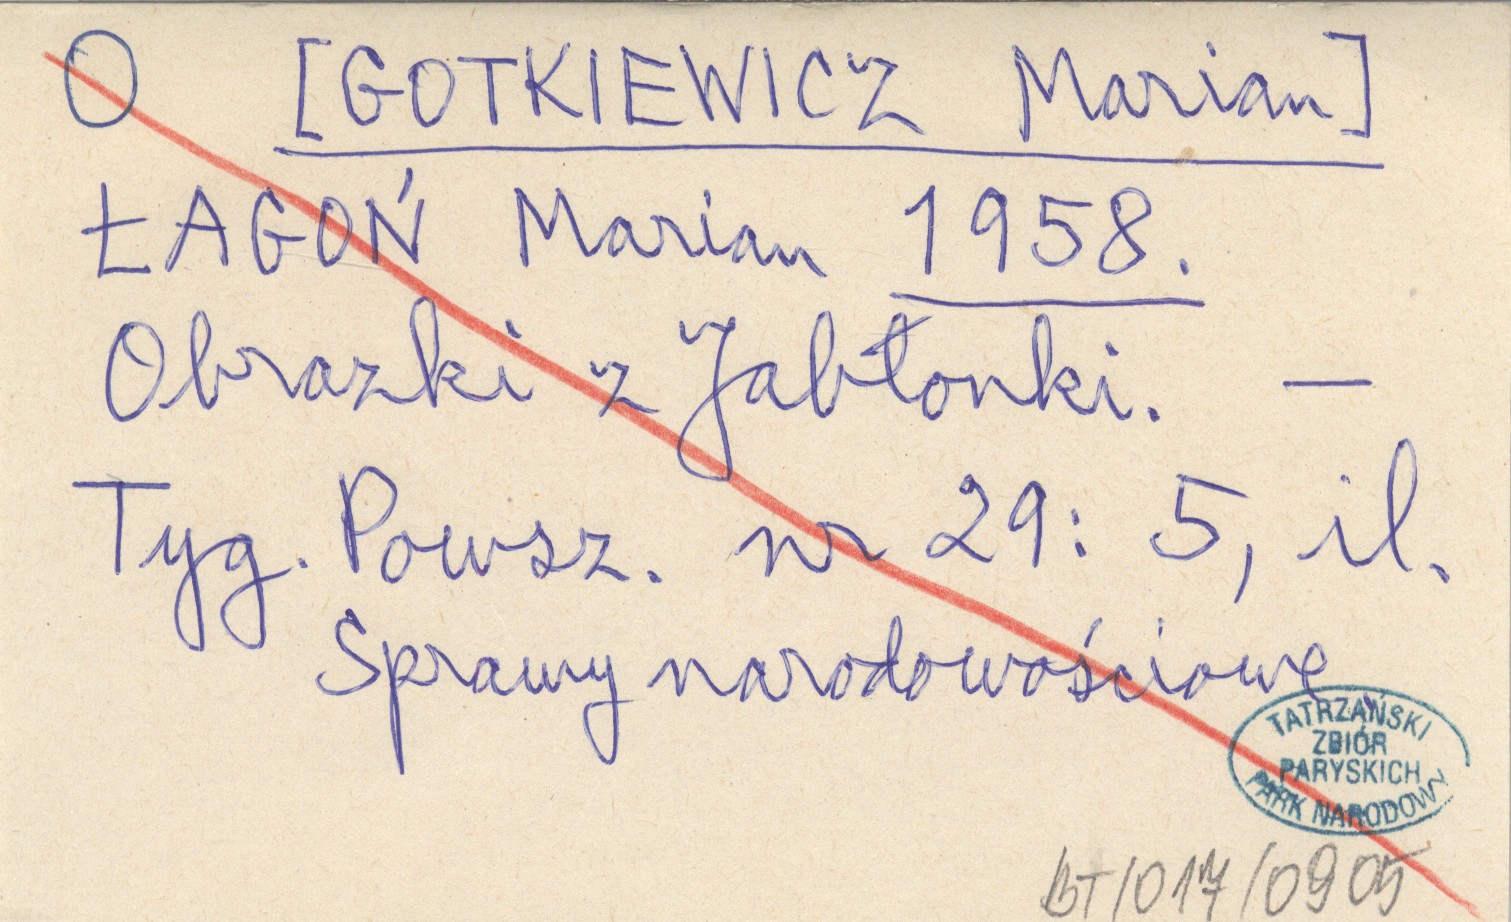 O [GOTKIEWICZ Marian]
ŁAGOŃ Marian 1958.
Obrazki z Jabłonki. —
Tyg. Powsz. nr 29: 5, il.
Sprawy narodowościowe
TATRZAŃSKI
ZBIÓR
PARYSKICH
PARK NARODOWY
BT/017/0905